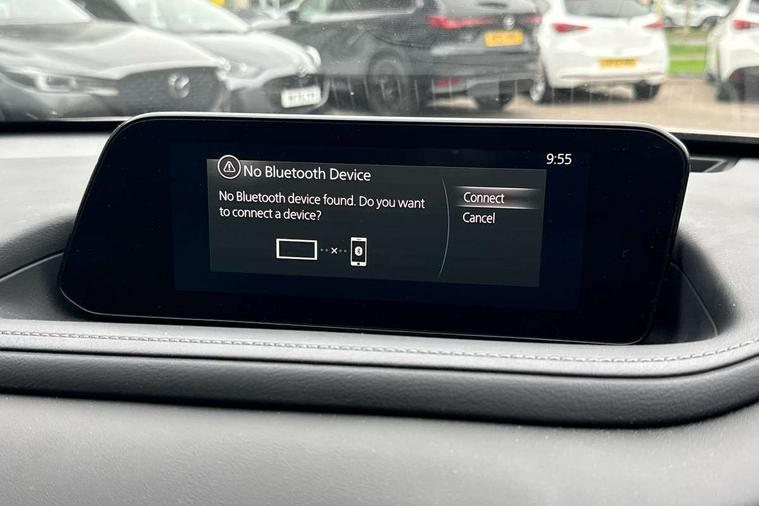 9:55
No Bluetooth Device
No Bluetooth device found. Do you want
to connect a device?
Connect
Cancel